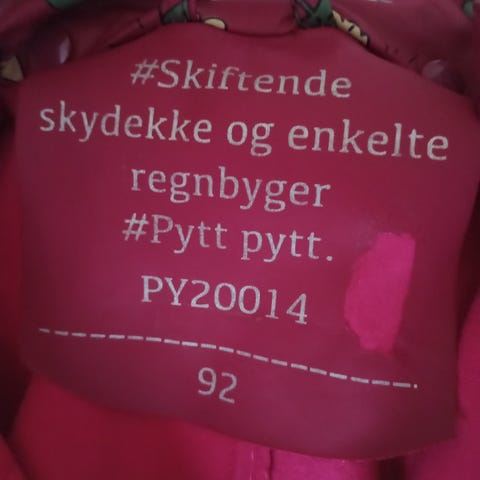 #Skiftende
skydekke og enkelte
regnbyger
#Pytt pytt.
PY20014
92